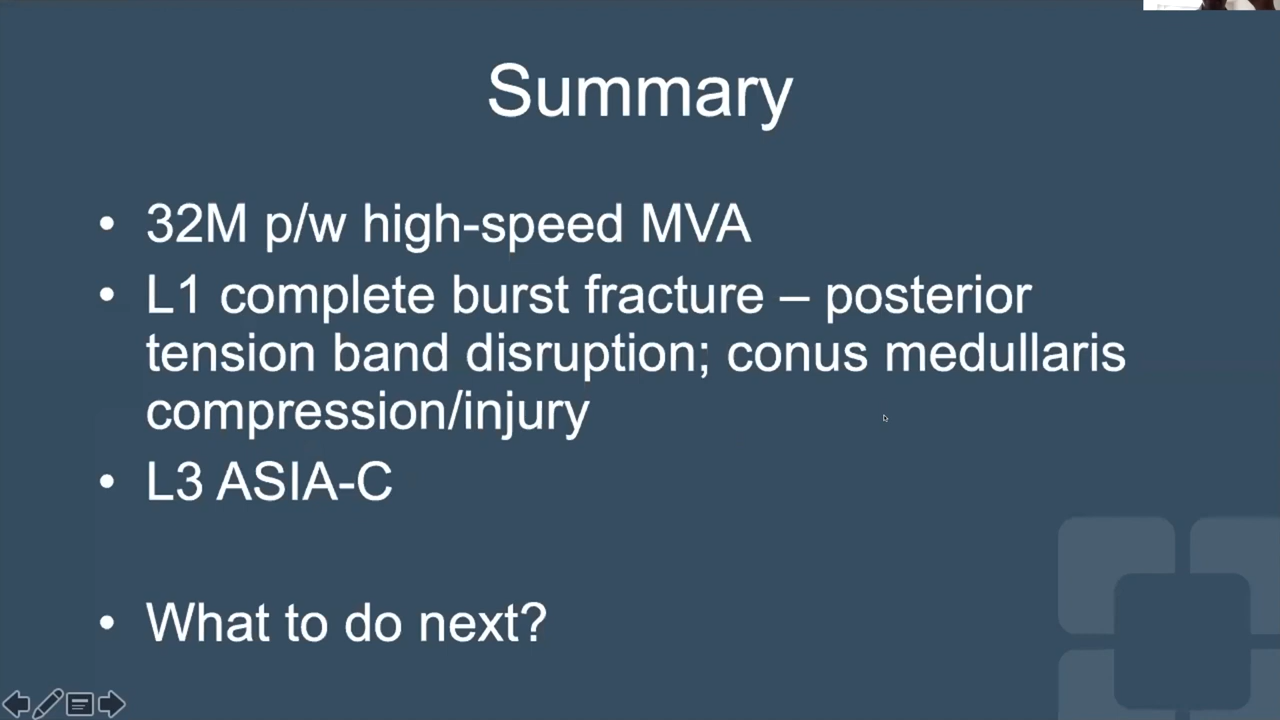 Summary
• 32M p/w high-speed MVA
• L1 complete burst fracture – posterior
tension band disruption; conus medullaris
compression/injury
• L3 ASIA-C
• What to do next?